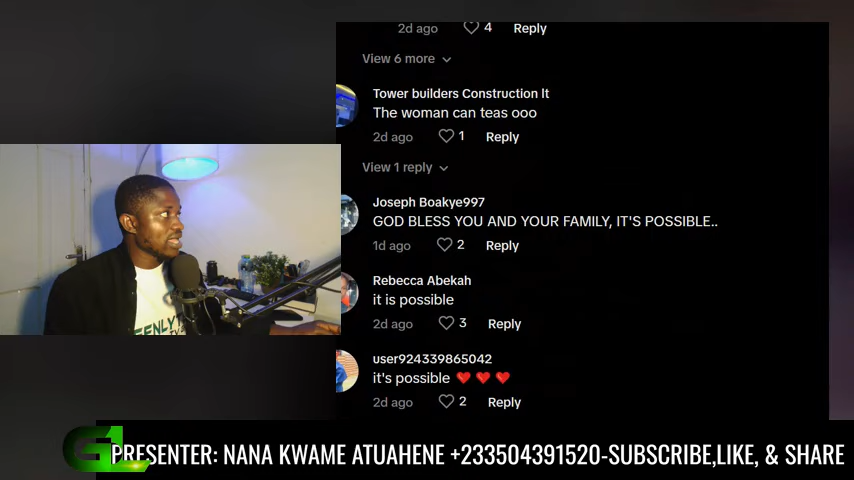 2d ago 4 Reply
View 6 more
Tower builders Construction lt
The woman can teas ooo
2d ago 1 Reply
View 1 reply
Joseph Boakye997
GOD BLESS YOU AND YOUR FAMILY, IT'S POSSIBLE..
1d ago 2 Reply
Rebecca Abekah
it is possible
2d ago 3 Reply
user924339865042
it's possible ❤️❤️❤️
2d ago 2 Reply
GL
PRESENTER: NANA KWAME ATUAHENE +233504391520-SUBSCRIBE,LIKE, & SHARE